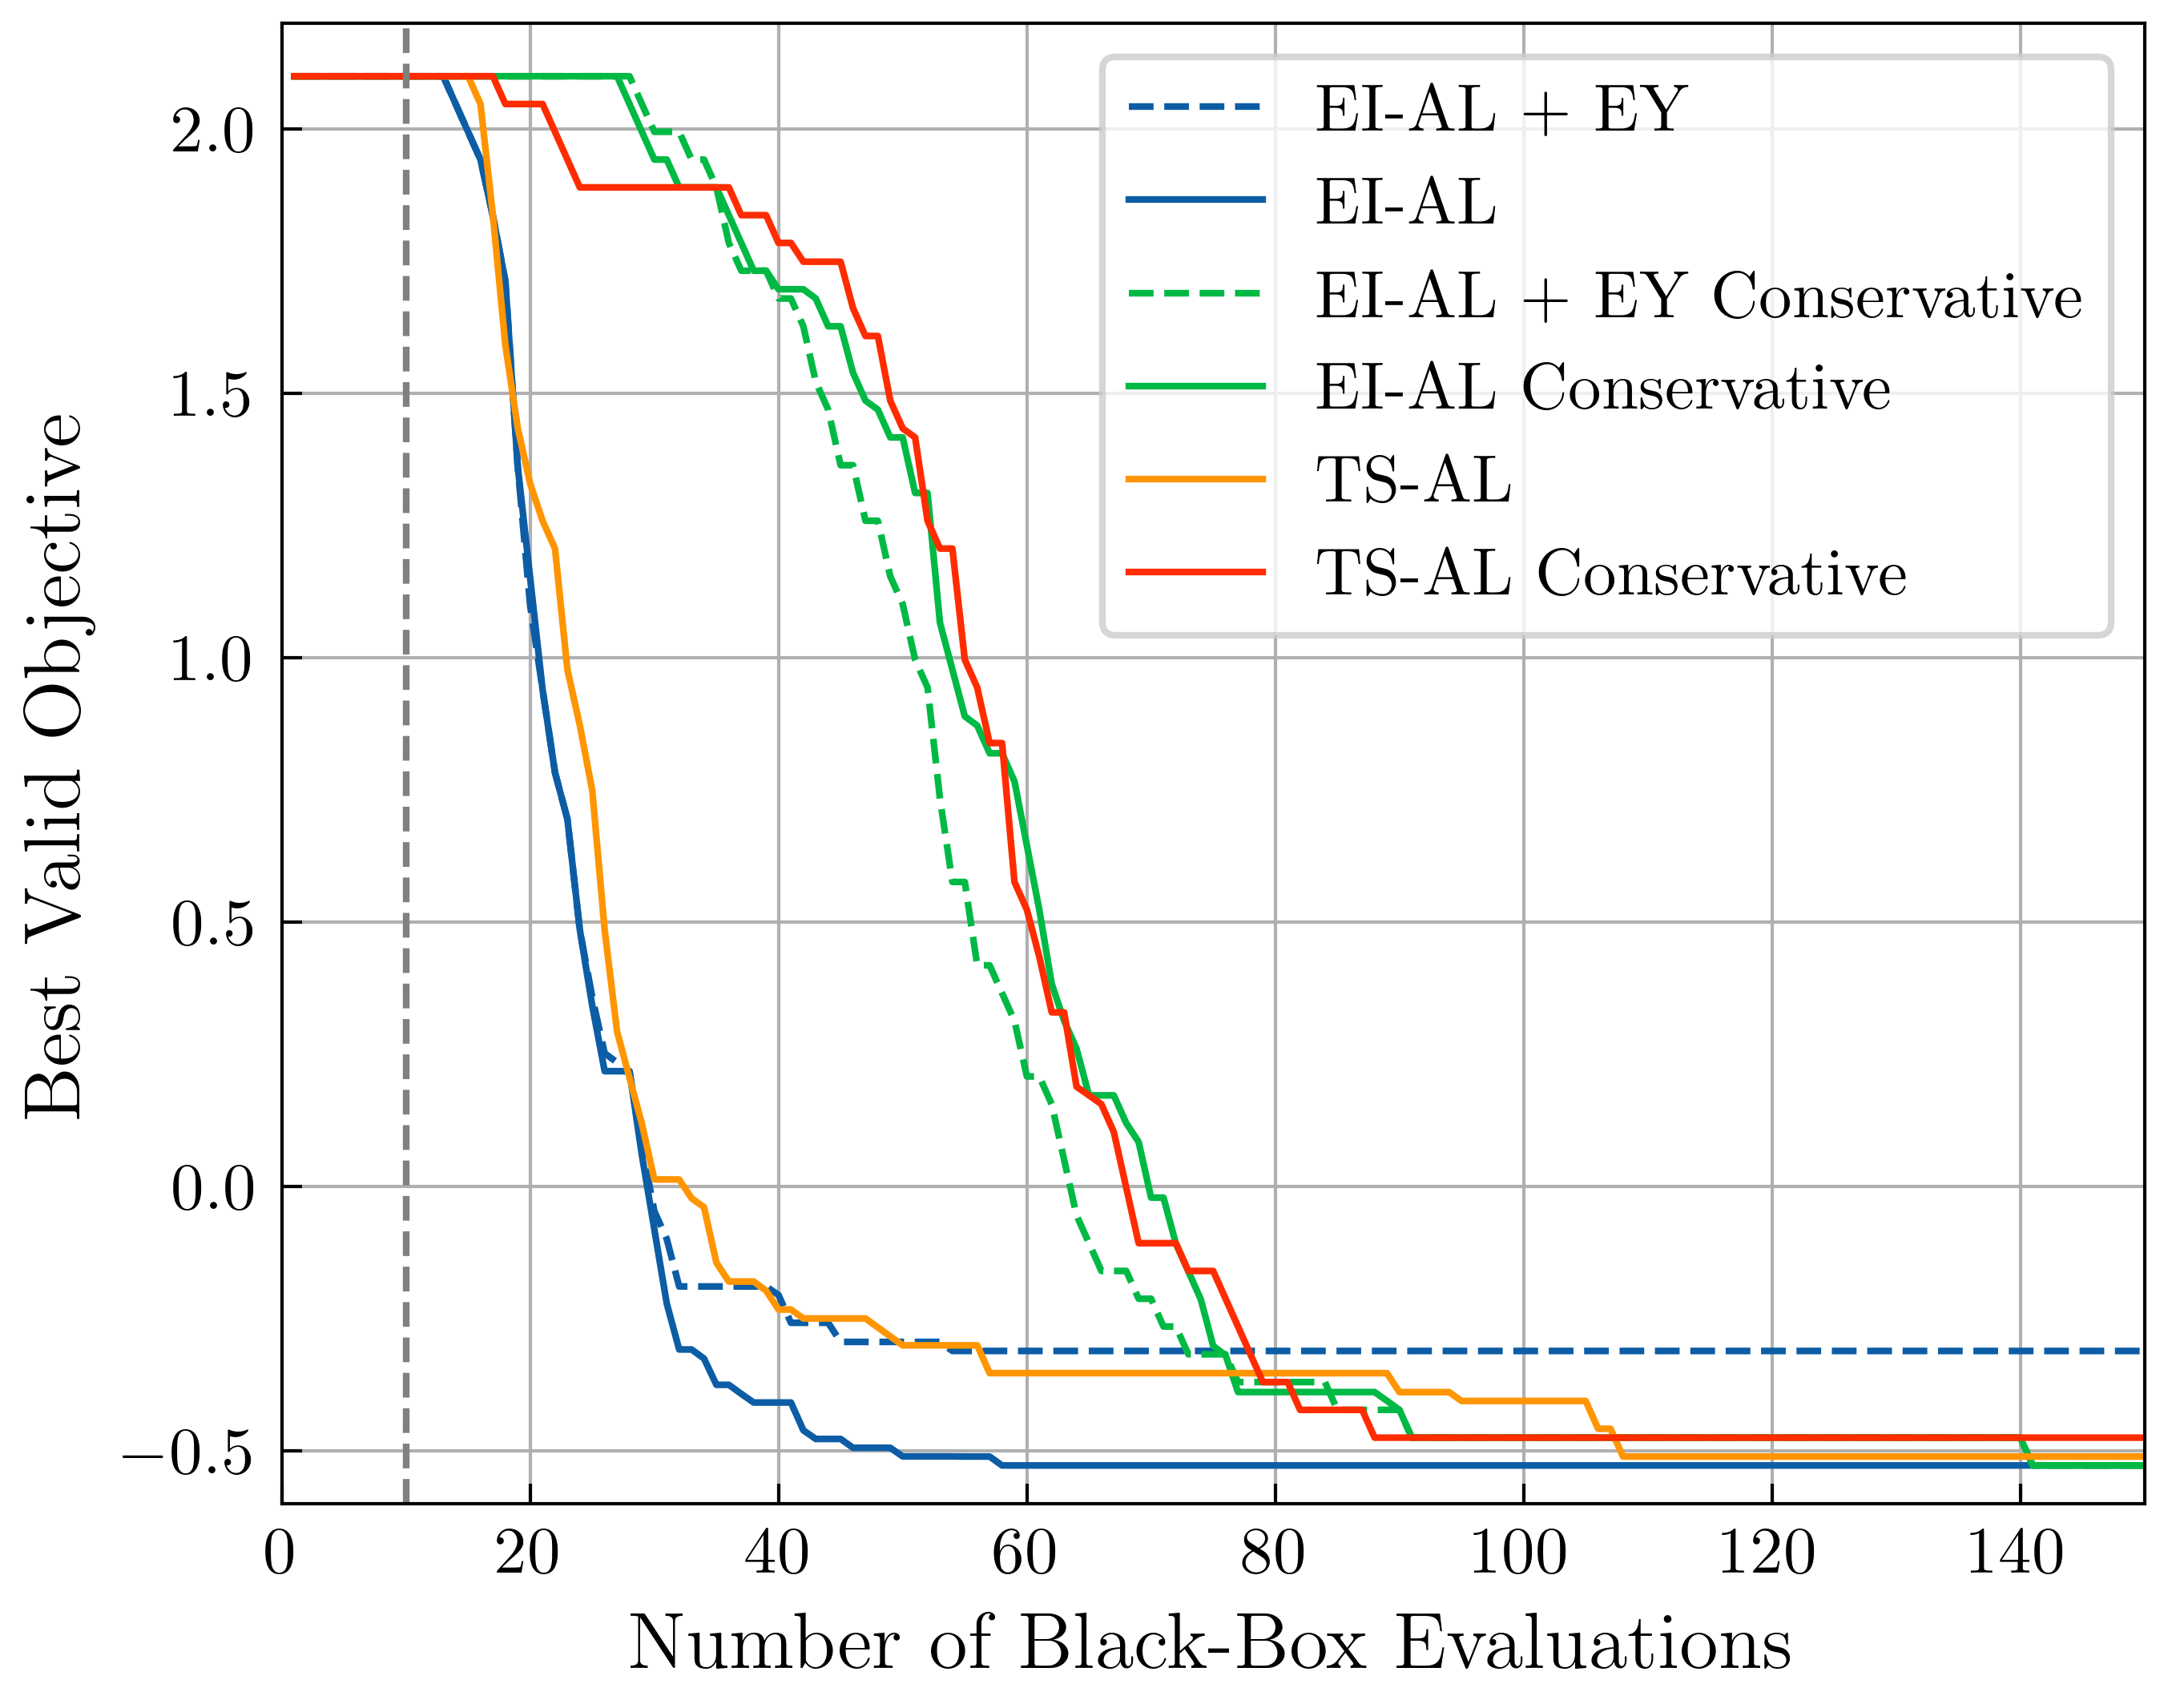 EI-AL + EY
EI-AL
EI-AL + EY Conservative
EI-AL Conservative
TS-AL
TS-AL Conservative
Best Valid Objective
2.0
1.5
1.0
0.5
0.0
−0.5
0 20 40 60 80 100 120 140
Number of Black-Box Evaluations